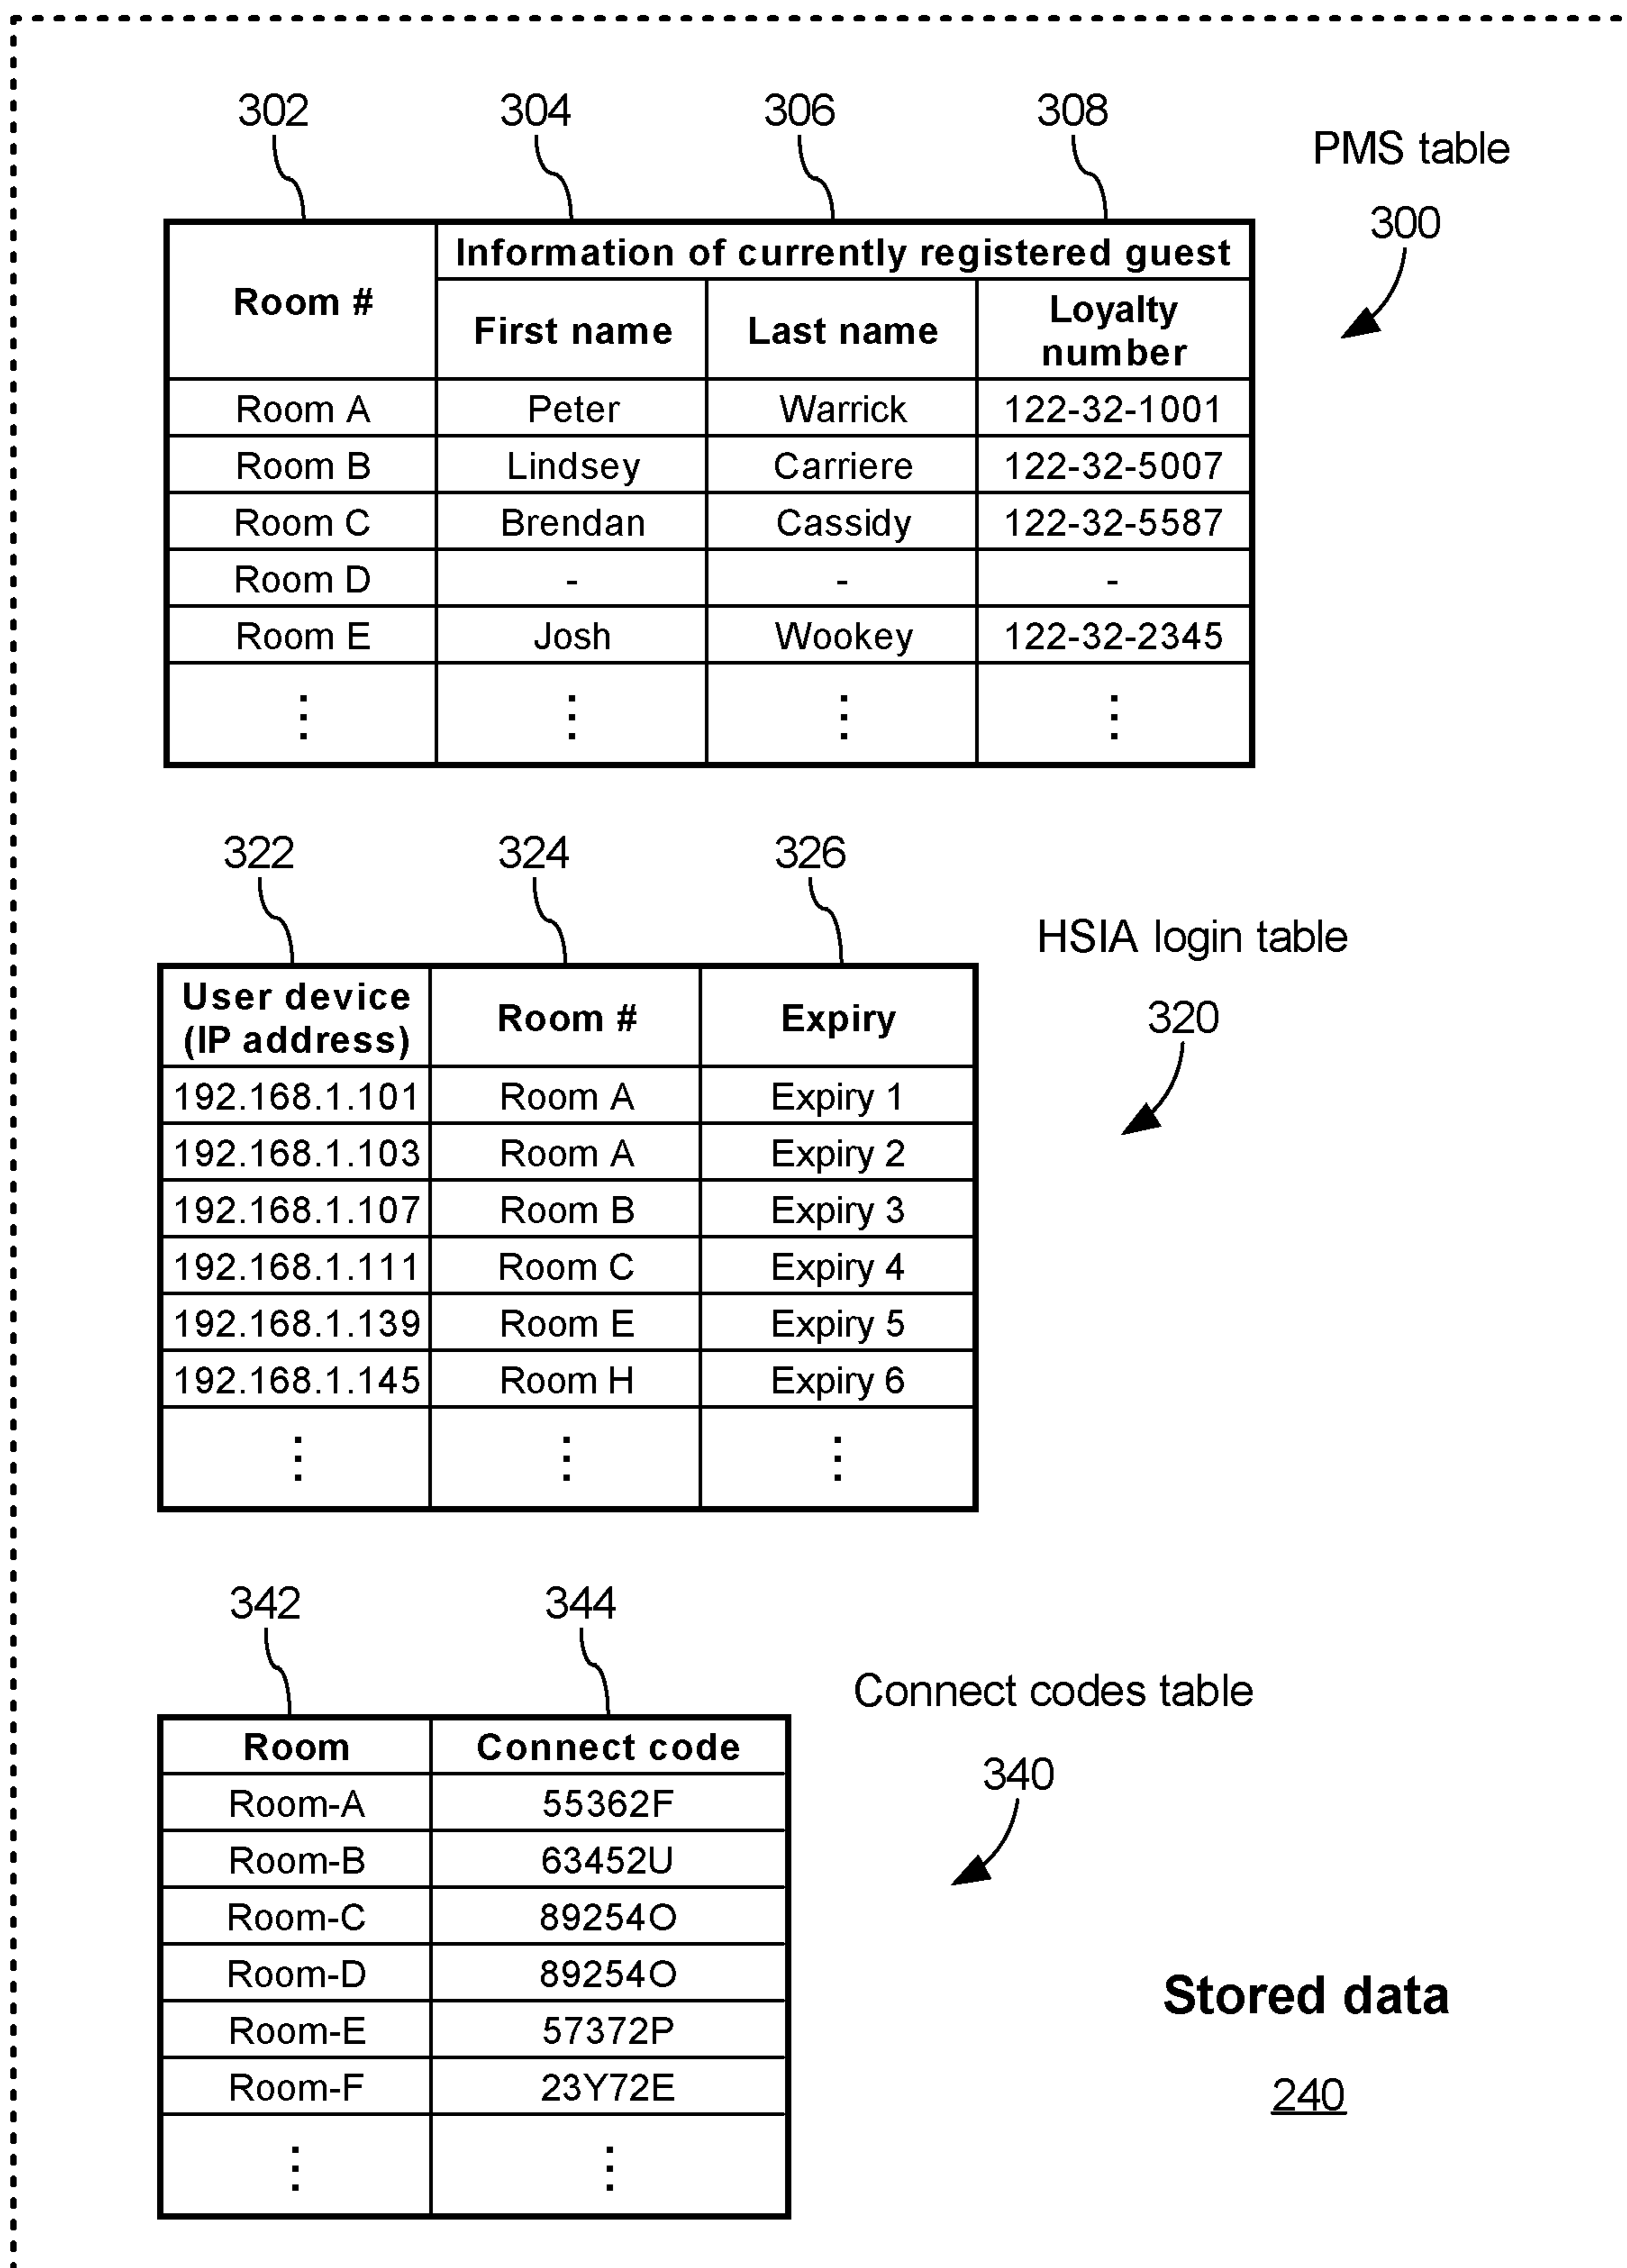 302 304 306 308
PMS table
300
Information of currently registered guest
Room #
First name Last name Loyalty number
Room A Peter Warrick 122-32-1001
Room B Lindsey Carriere 122-32-5007
Room C Brendan Cassidy 122-32-5587
Room D - - -
Room E Josh Wookey 122-32-2345
⋮ ⋮ ⋮ ⋮
322 324 326
HSIA login table
320
User device (IP address) Room # Expiry
192.168.1.101 Room A Expiry 1
192.168.1.103 Room A Expiry 2
192.168.1.107 Room B Expiry 3
192.168.1.111 Room C Expiry 4
192.168.1.139 Room E Expiry 5
192.168.1.145 Room H Expiry 6
⋮ ⋮ ⋮
342 344
Connect codes table
340
Room Connect code
Room-A 55362F
Room-B 63452U
Room-C 89254O
Room-D 89254O
Room-E 57372P
Room-F 23Y72E
⋮ ⋮
Stored data
240